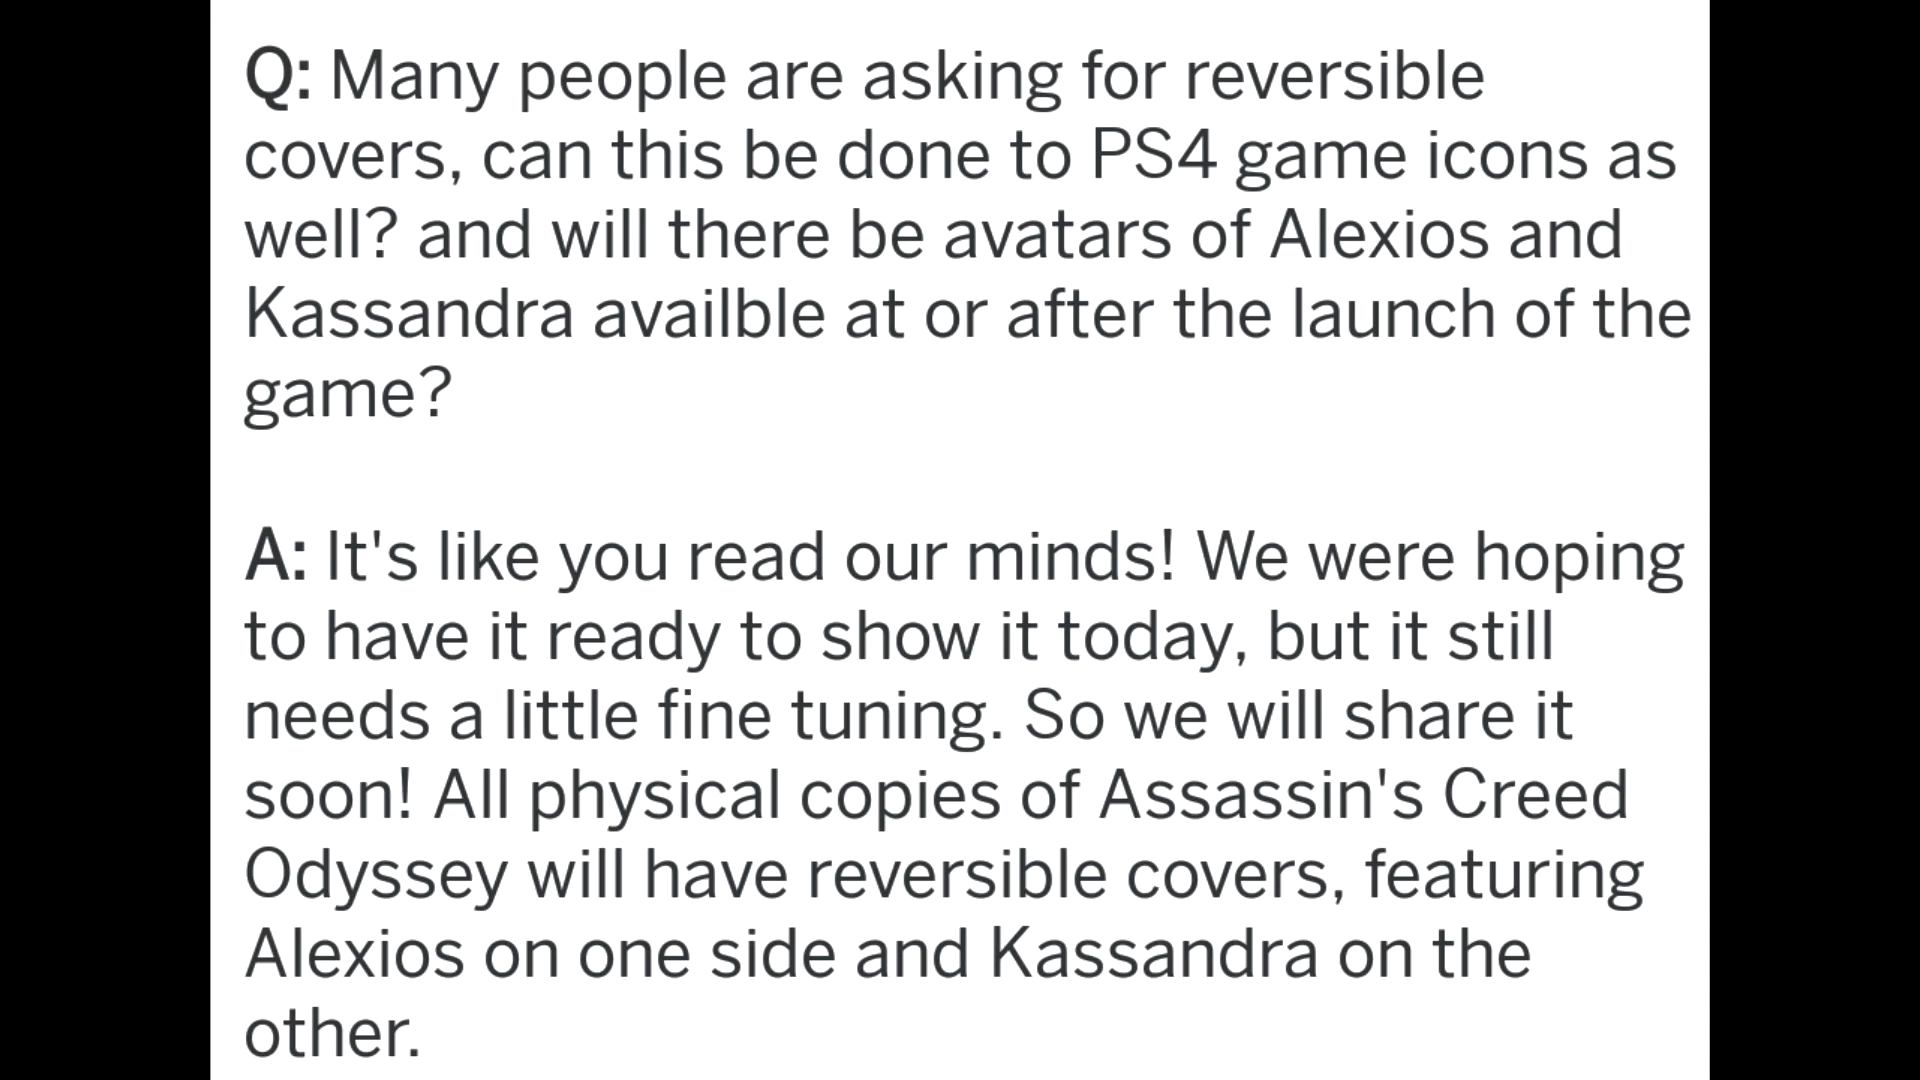 Q: Many people are asking for reversible
covers, can this be done to PS4 game icons as
well? and will there be avatars of Alexios and
Kassandra availble at or after the launch of the
game?
A: It's like you read our minds! We were hoping
to have it ready to show it today, but it still
needs a little fine tuning. So we will share it
soon! All physical copies of Assassin's Creed
Odyssey will have reversible covers, featuring
Alexios on one side and Kassandra on the
other.